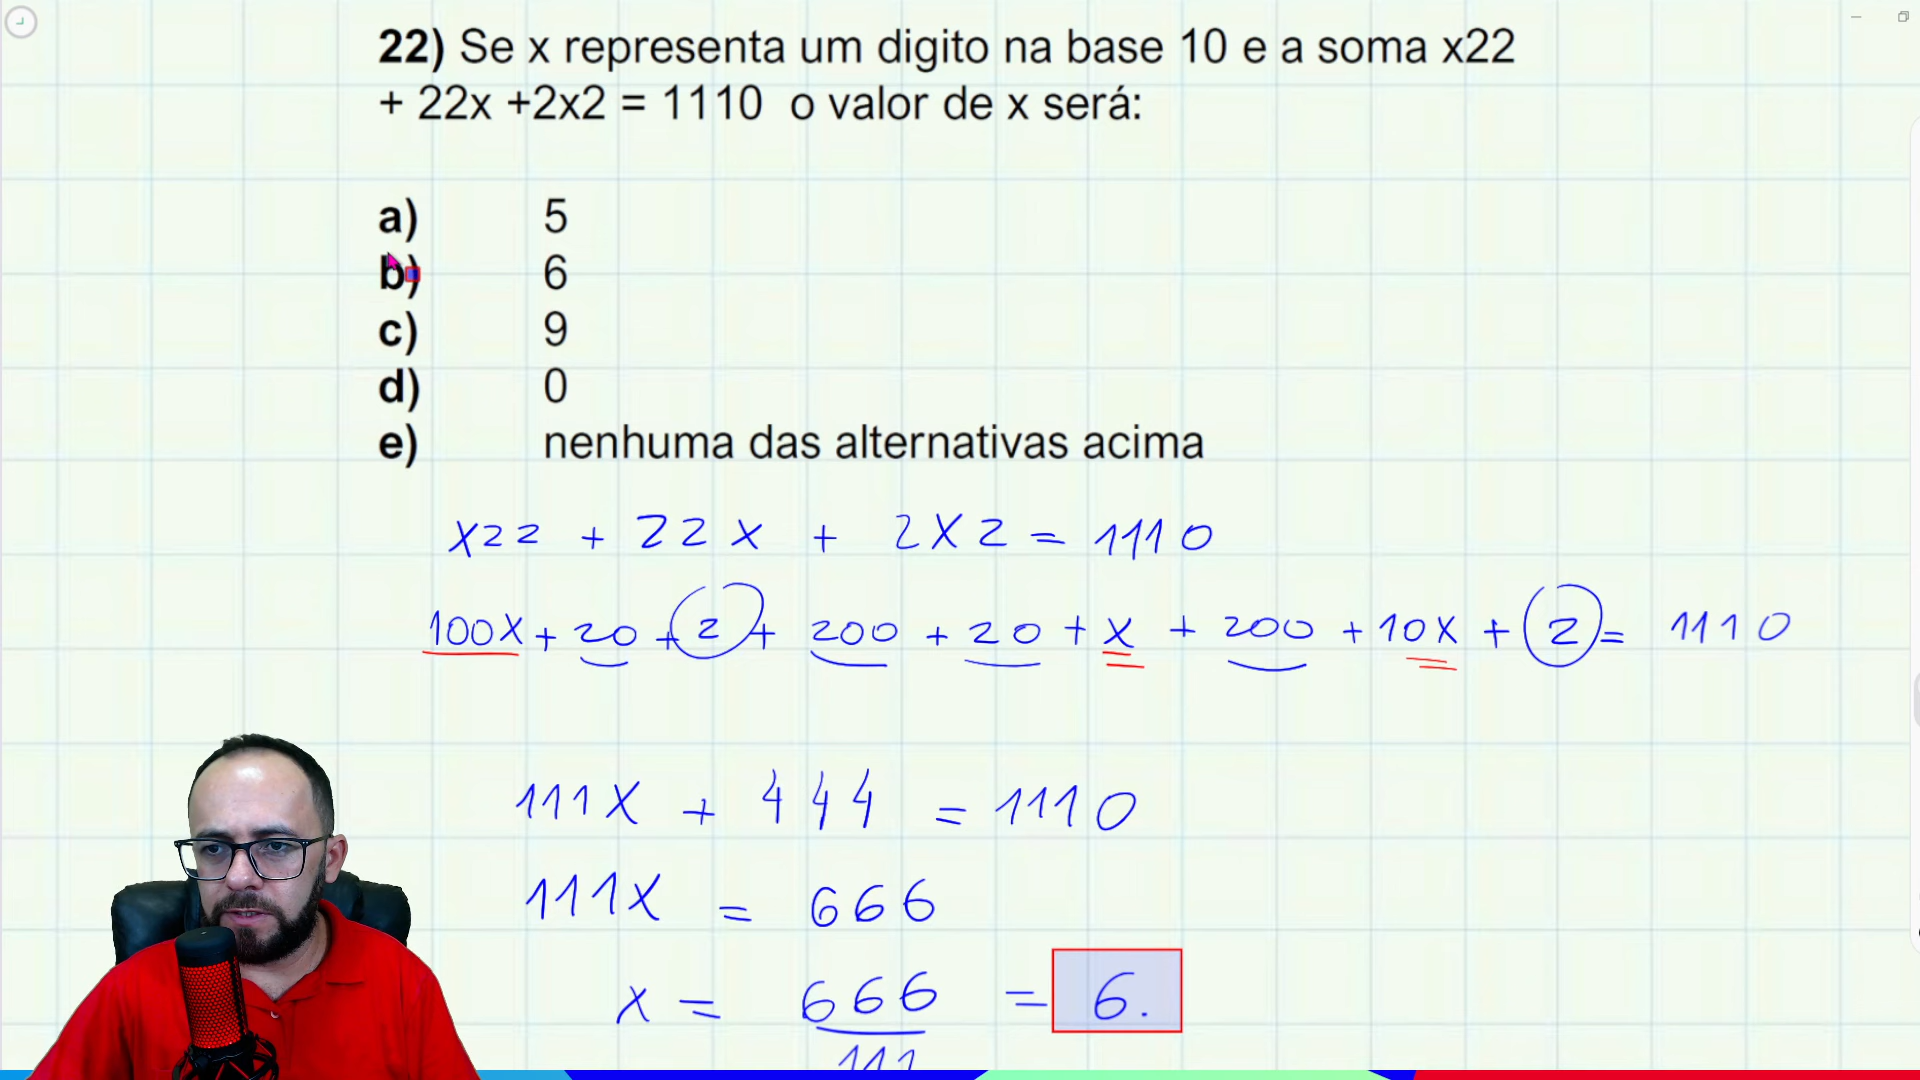 22) Se x representa um digito na base 10 e a soma x22
+ 22x +2x2 = 1110 o valor de x será:
a) 5
b) 6
c) 9
d) 0
e) nenhuma das alternativas acima
x22 + 22x + 2x2 = 1110
100x + 20 + 2 + 200 + 20 + x + 200 + 10x + 2 = 1110
111x + 444 = 1110
111x = 666
x = 666 = 6.
111